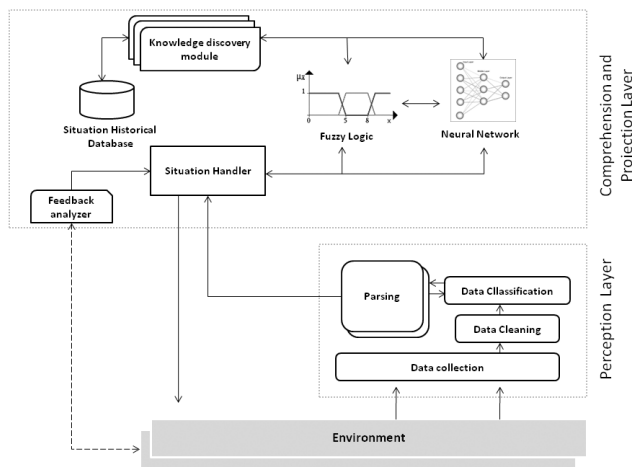 Knowledge discovery
module
Situation Historical
Database
μx
1
0
5
8
x
Fuzzy Logic
Neural Network
Situation Handler
Feedback
analyzer
Comprehension and
Projection Layer
Parsing
Data Cllassification
Data Cleaning
Data collection
Perception Layer
Environment